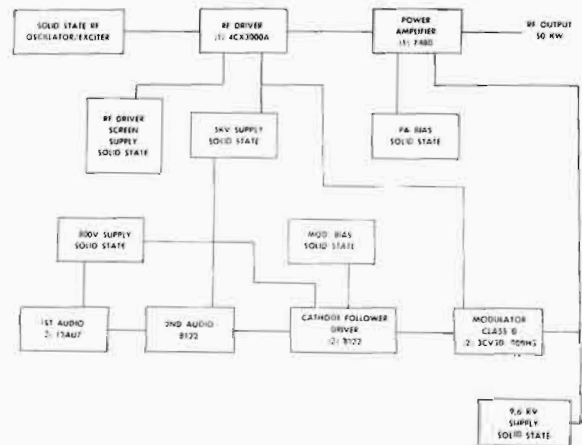 SOLID STATE RF
OSCILLATOR/EXCITER
RF DRIVER
(1) 4CX3000A
POWER
AMPLIFIER
(1)
RF OUTPUT
50 KW
RF DRIVER
SCREEN
SUPPLY
SOLID STATE
5KV SUPPLY
SOLID STATE
PA BIAS
SOLID STATE
800V SUPPLY
SOLID STATE
MOD. BIAS
SOLID STATE
1ST AUDIO
(2) 12AU7
2ND AUDIO
8122
CATHODE FOLLOWER
DRIVER
(2) 8122
MODULATOR
CLASS B
(2)
9.6 KV
SUPPLY
SOLID STATE